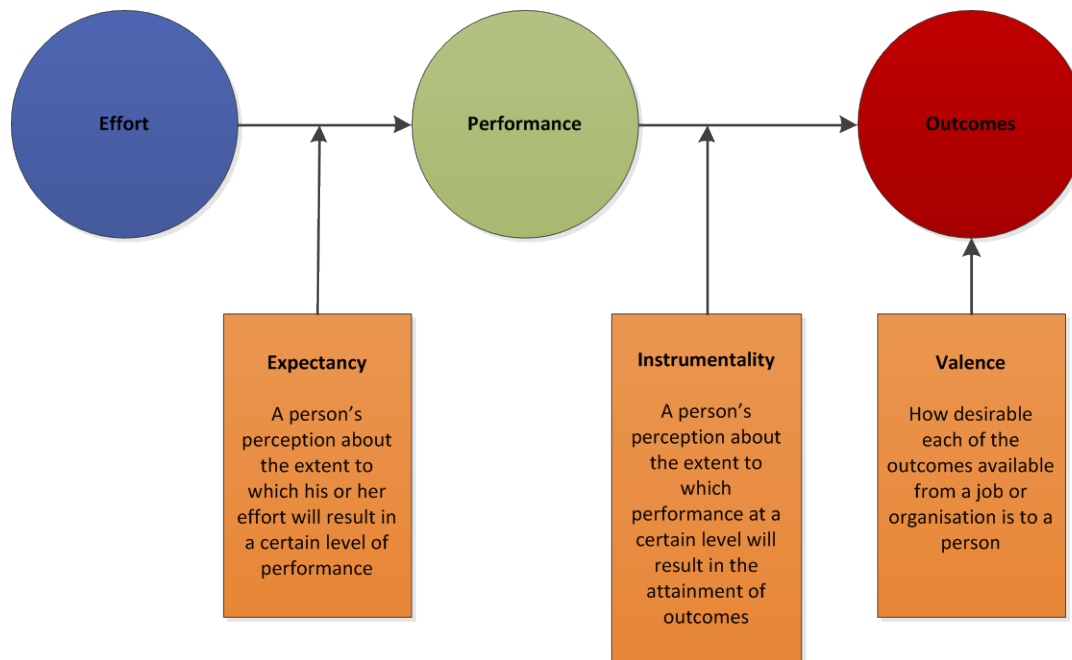 Effort
Performance
Outcomes
Expectancy
A person's
perception about
the extent to
which his or her
effort will result in
a certain level of
performance
Instrumentality
A person's
perception about
the extent to
which
performance at a
certain level will
result in the
attainment of
outcomes
Valence
How desirable
each of the
outcomes available
from a job or
organisation is to a
person